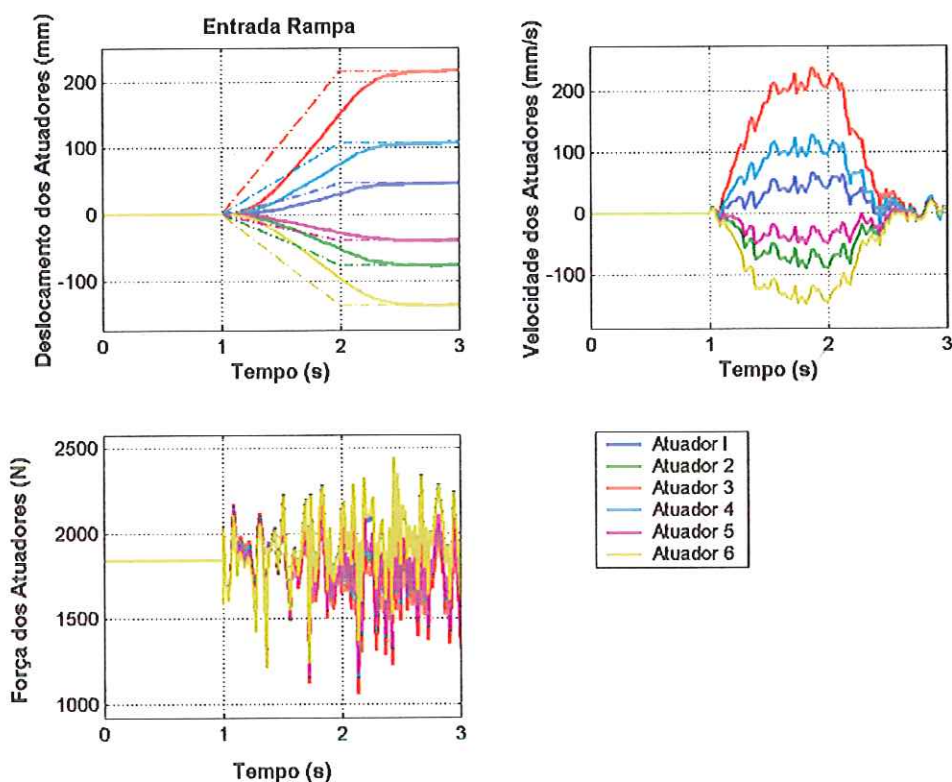 Entrada Rampa
Deslocamento dos Atuadores (mm)
200
100
0
-100
0 1 2 3
Tempo (s)
Velocidade dos Atuadores (mm/s)
200
100
0
-100
0 1 2 3
Tempo (s)
Força dos Atuadores (N)
2500
2000
1500
1000
0 1 2 3
Tempo (s)
Atuador 1
Atuador 2
Atuador 3
Atuador 4
Atuador 5
Atuador 6